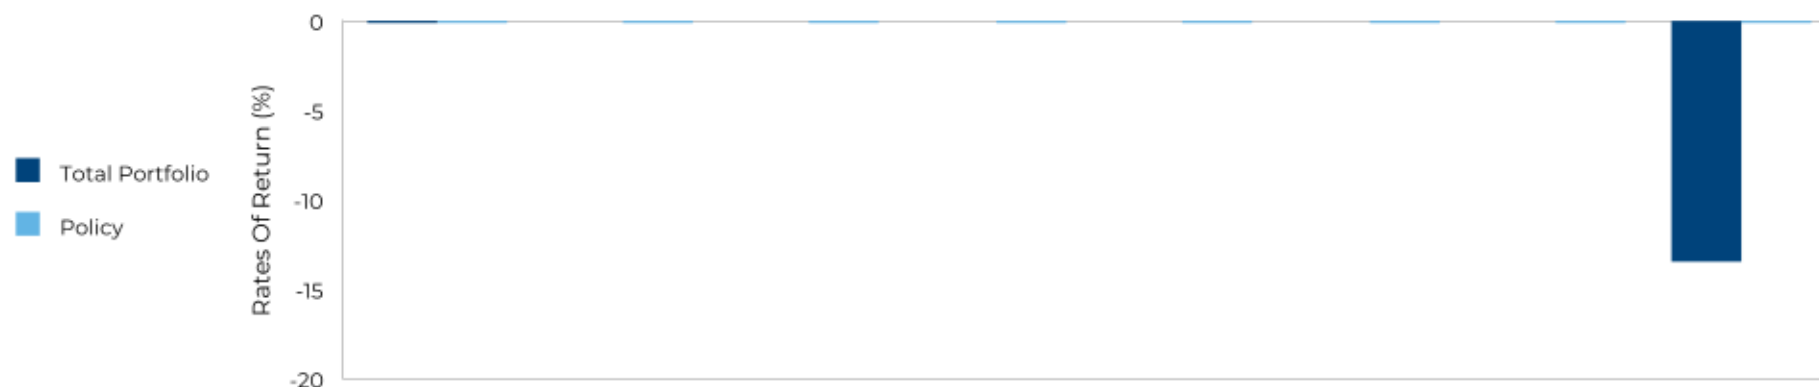 0
-5
-10
-15
-20
Rates Of Return (%)
Total Portfolio
Policy